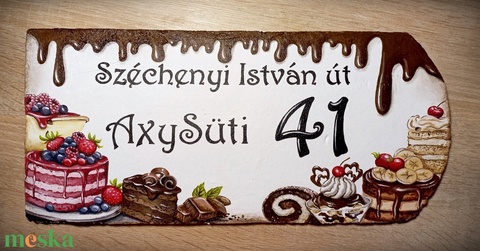 Széchenyi István út
AxySüti 41
meska